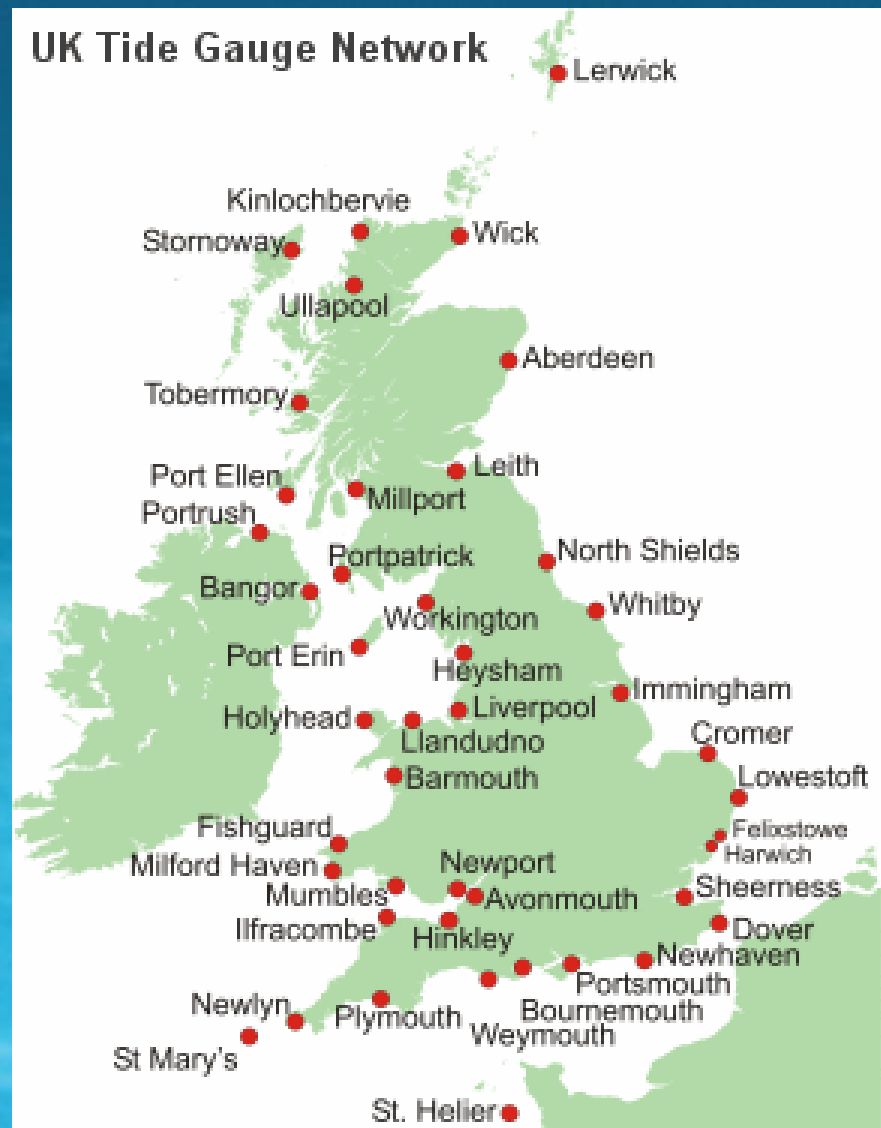 UK Tide Gauge Network
Lerwick
Kinlochbervie
Stornoway
Wick
Ullapool
Aberdeen
Tobermory
Leith
Port Ellen
Millport
Portrush
Portpatrick
North Shields
Bangor
Whitby
Workington
Port Erin
Heysham
Immingham
Liverpool
Holyhead
Cromer
Llandudno
Barmouth
Lowestoft
Fishguard
Felixstowe
Harwich
Milford Haven
Newport
Mumbles
Avonmouth
Sheerness
Ilfracombe
Hinkley
Dover
Newhaven
Portsmouth
Newlyn
Plymouth
Bournemouth
Weymouth
St Mary's
St. Helier